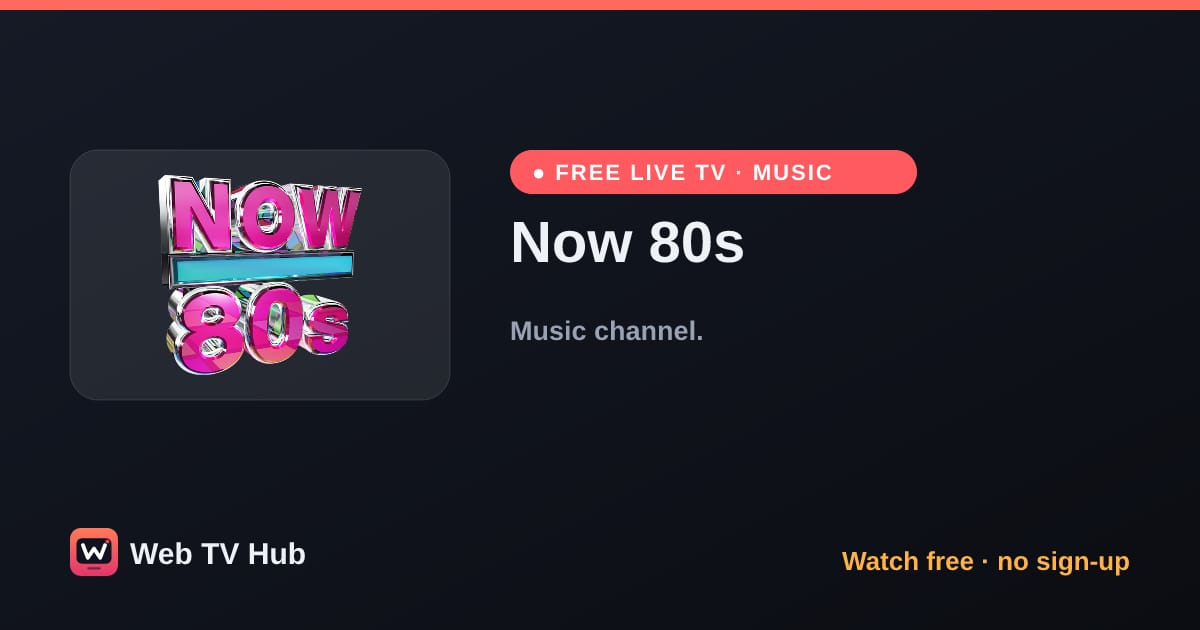 NOW
80s
● FREE LIVE TV · MUSIC
Now 80s
Music channel.
W
Web TV Hub
Watch free · no sign-up